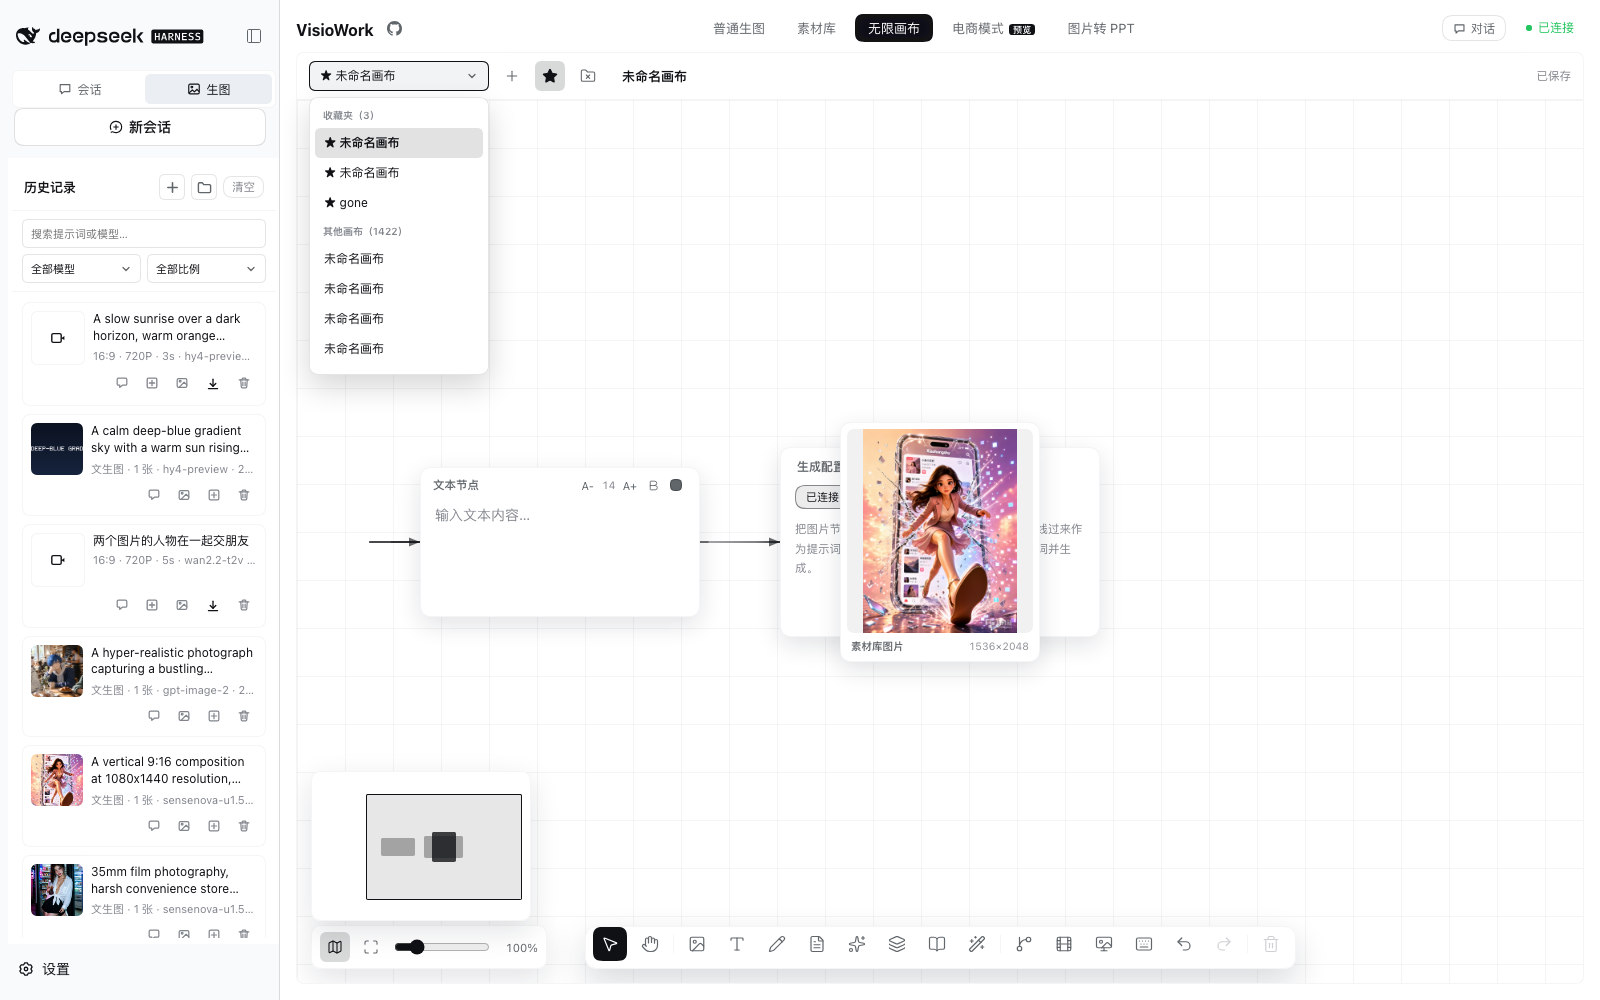 deepseek HARNESS
会话
生图
新会话
历史记录
清空
搜索提示词或模型...
全部模型
全部比例
A slow sunrise over a dark
horizon, warm orange...
16:9 · 720P · 3s · hy4-previe...
A calm deep-blue gradient
sky with a warm sun rising...
文生图 · 1 张 · hy4-preview · 2...
DEEP-BLUE GRAD
两个图片的人物在一起交朋友
16:9 · 720P · 5s · wan2.2-t2v ...
A hyper-realistic photograph
capturing a bustling...
文生图 · 1 张 · gpt-image-2 · 2...
A vertical 9:16 composition
at 1080x1440 resolution,...
文生图 · 1 张 · sensenova-u1.5...
35mm film photography,
harsh convenience store...
文生图 · 1 张 · sensenova-u1.5...
设置
VisioWork
普通生图
素材库
无限画布
电商模式 预览
图片转 PPT
对话
已连接
★ 未命名画布
未命名画布
已保存
收藏夹（3）
★ 未命名画布
★ 未命名画布
★ gone
其他画布（1422）
未命名画布
未命名画布
未命名画布
未命名画布
文本节点
A- 14 A+ B
输入文本内容...
生成配置
已连接
把图片节
线过来作
为提示词
词并生
成。
素材库图片
1536×2048
100%